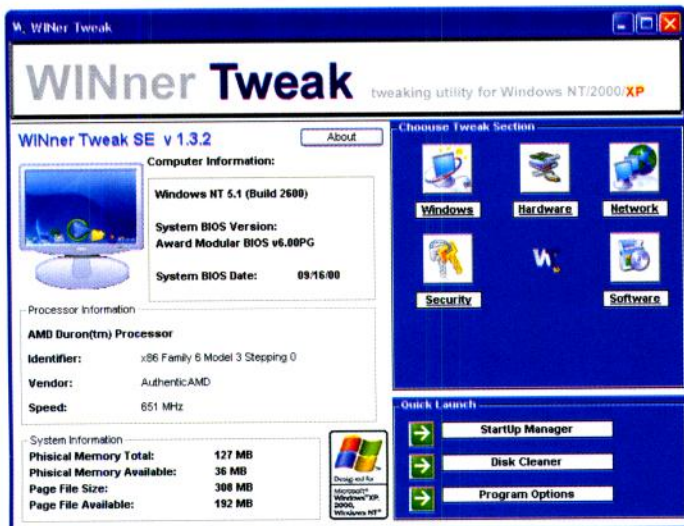 WINer Tweak
WINner Tweak tweaking utility for Windows NT/2000/XP
WINner Tweak SE v 1.3.2
About
Computer Information:
Windows NT 5.1 (Build 2600)
System BIOS Version:
Award Modular BIOS v6.00PG
System BIOS Date: 09/16/00
Processor Information
AMD Duron(tm) Processor
Identifier: x86 Family 6 Model 3 Stepping 0
Vendor: AuthenticAMD
Speed: 651 MHz
System Information
Phisical Memory Total: 127 MB
Phisical Memory Available: 36 MB
Page File Size: 308 MB
Page File Available: 192 MB
Designed for
Microsoft®
Windows®XP,
2000,
Windows NT®
Choouse Tweak Section
Windows
Hardware
Network
Security
W
Software
Quick Launch
StartUp Manager
Disk Cleaner
Program Options